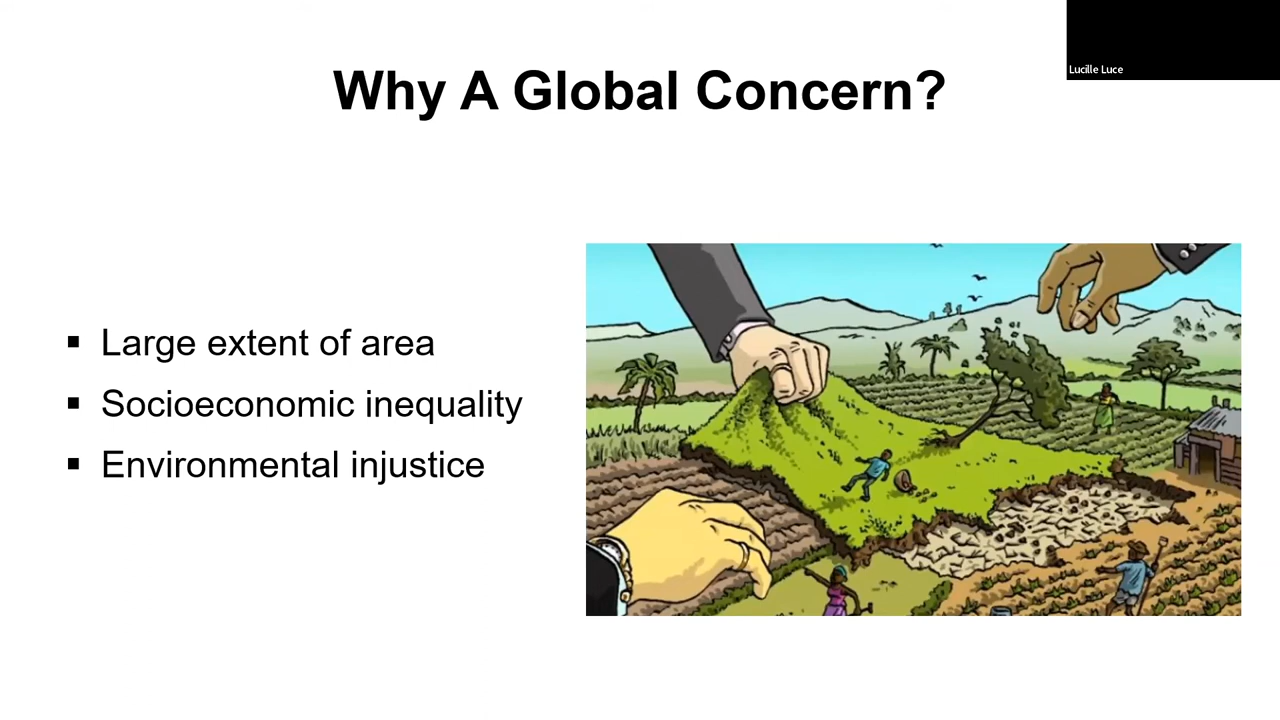 Lucille Luce
Why A Global Concern?
▪ Large extent of area
▪ Socioeconomic inequality
▪ Environmental injustice